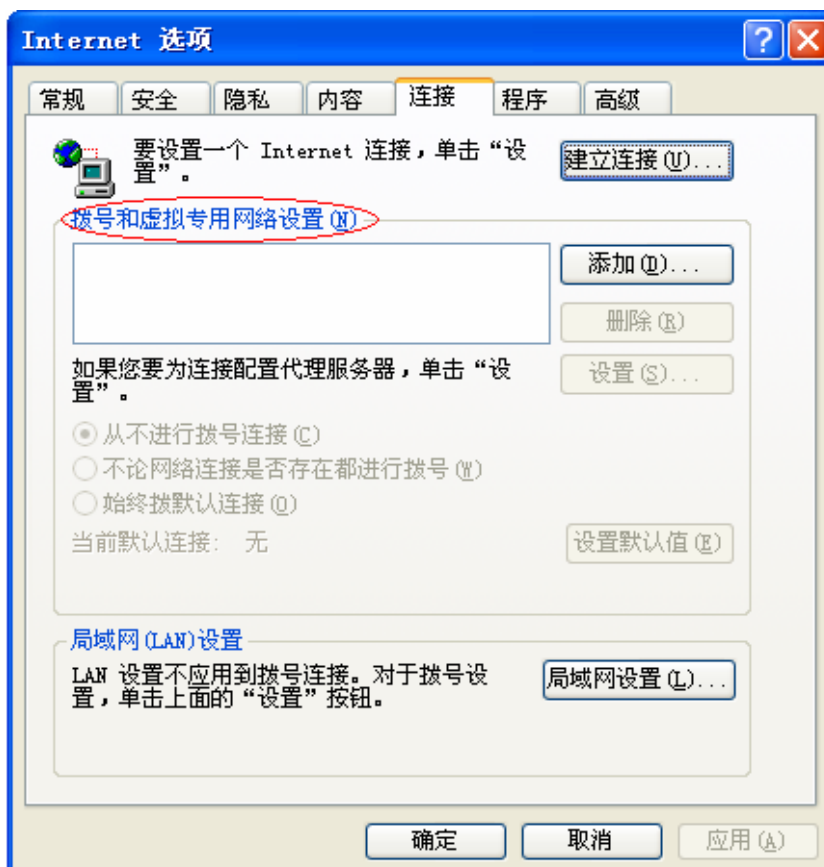 Internet 选项
常规 安全 隐私 内容 连接 程序 高级
要设置一个 Internet 连接，单击“设
置”。
建立连接(U)...
拨号和虚拟专用网络设置(N)
添加(D)...
删除(R)
如果您要为连接配置代理服务器，单击“设
置”。
设置(S)...
从不进行拨号连接(C)
不论网络连接是否存在都进行拨号(W)
始终拨默认连接(O)
当前默认连接: 无
设置默认值(E)
局域网(LAN)设置
LAN 设置不应用到拨号连接。对于拨号设
置，单击上面的“设置”按钮。
局域网设置(L)...
确定 取消 应用(A)